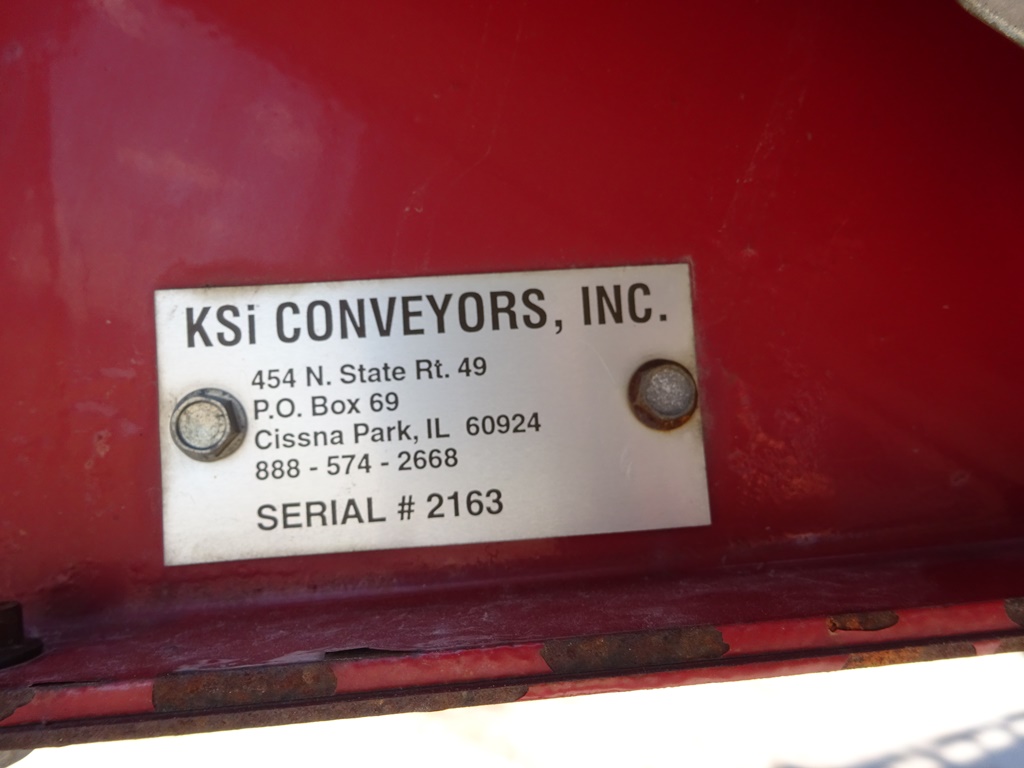 KSi CONVEYORS, INC.
454 N. State Rt. 49
P.O. Box 69
Cissna Park, IL 60924
888 - 574 - 2668
SERIAL # 2163